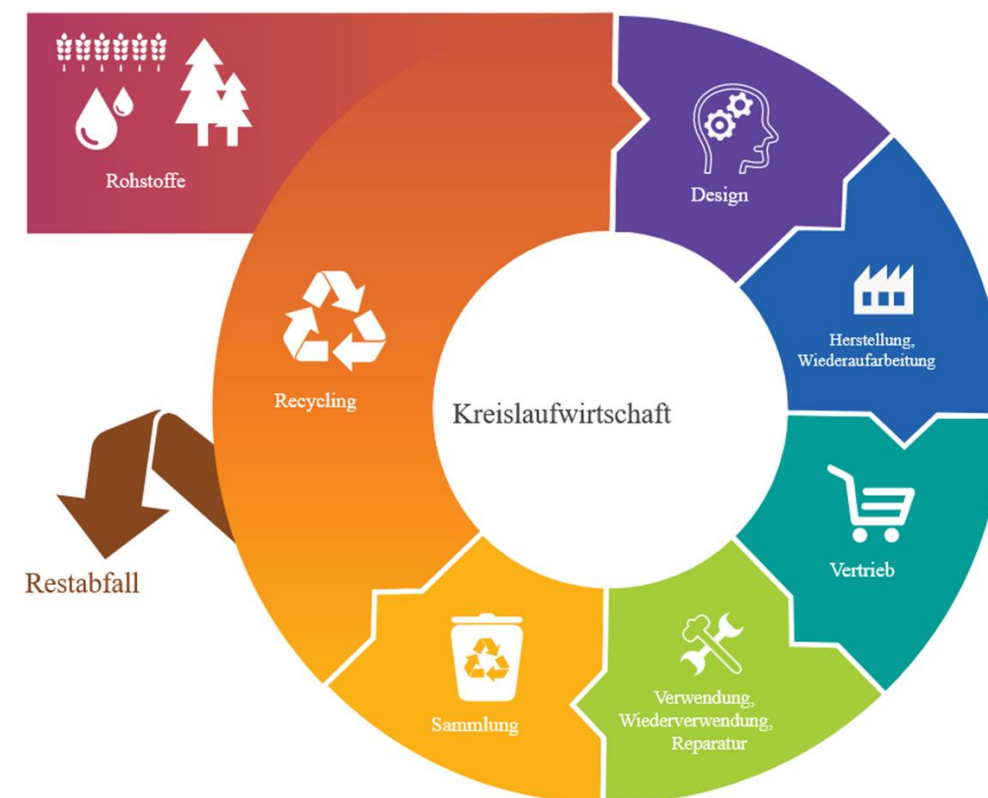 Rohstoffe
Design
Herstellung,
Wiederaufarbeitung
Recycling
Kreislaufwirtschaft
Vertrieb
Restabfall
Verwendung,
Wiederverwendung,
Reparatur
Sammlung